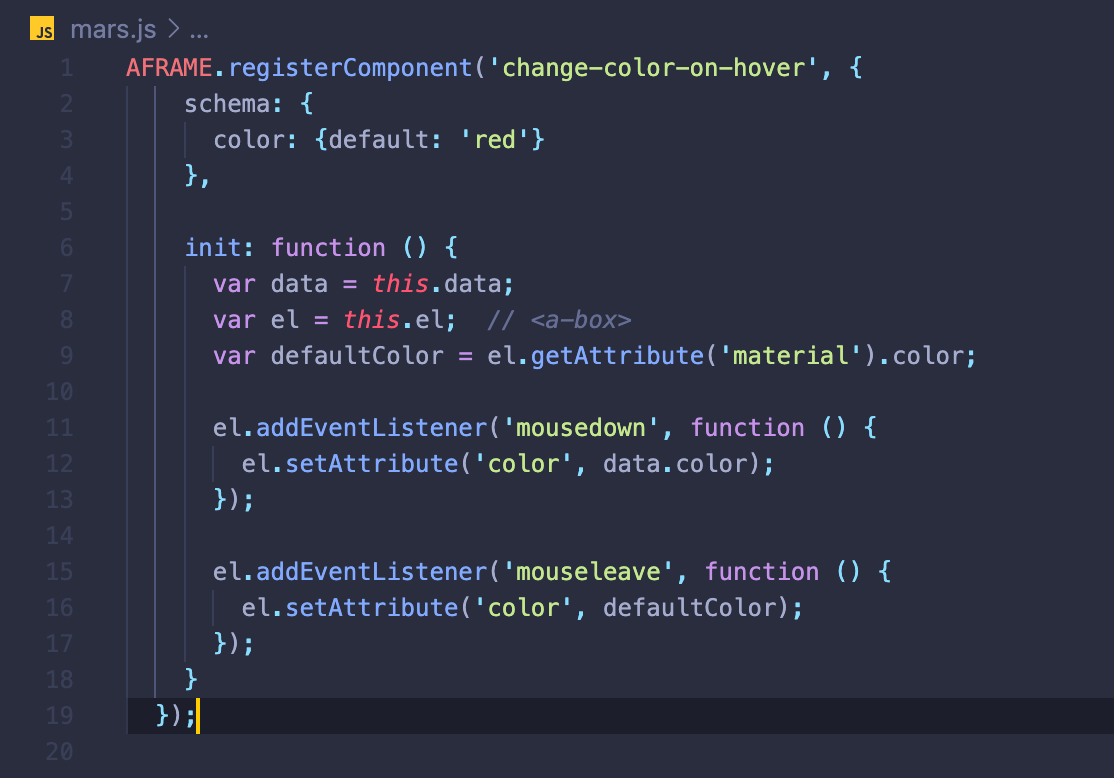 JS mars.js > ...
1 AFRAME.registerComponent('change-color-on-hover', {
2 schema: {
3 color: {default: 'red'}
4 },
5
6 init: function () {
7 var data = this.data;
8 var el = this.el;  // <a-box>
9 var defaultColor = el.getAttribute('material').color;
10
11 el.addEventListener('mousedown', function () {
12 el.setAttribute('color', data.color);
13 });
14
15 el.addEventListener('mouseleave', function () {
16 el.setAttribute('color', defaultColor);
17 });
18 }
19 });
20